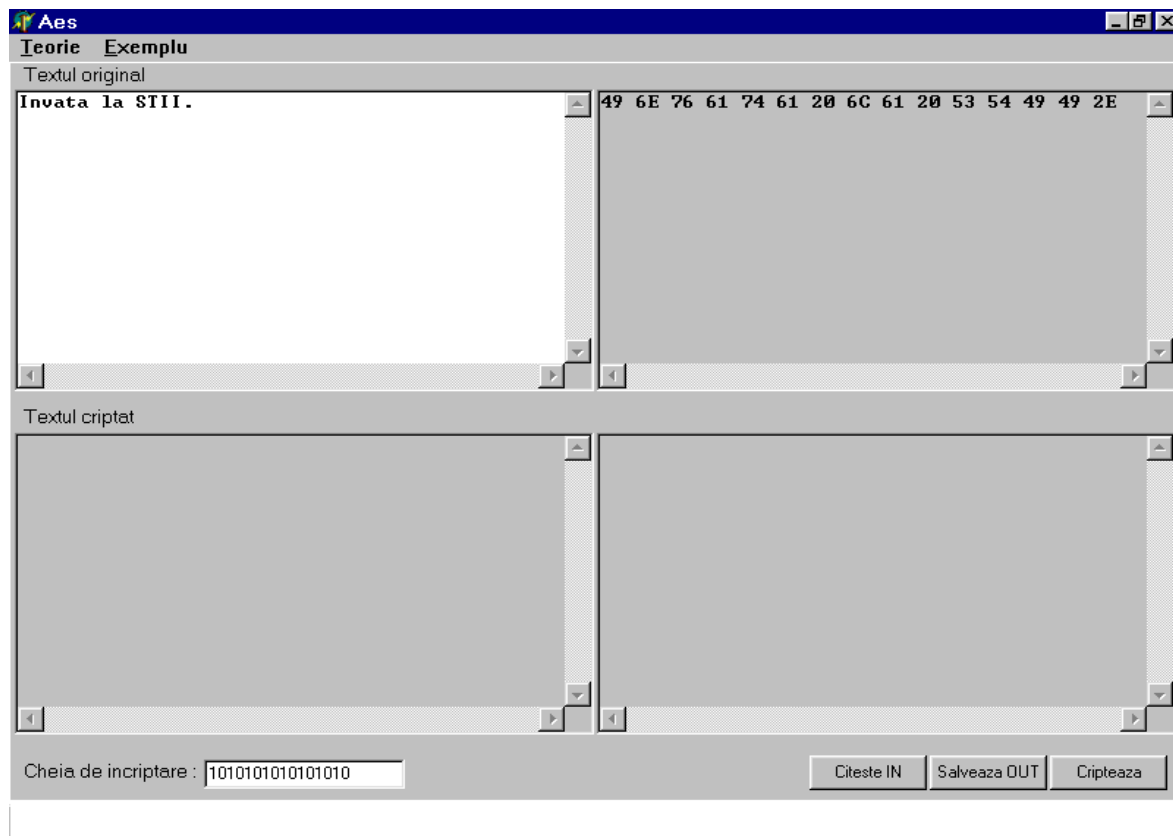 Aes
Teorie Exemplu
Textul original
Invata la STII.
49 6E 76 61 74 61 20 6C 61 20 53 54 49 49 2E
Textul criptat
Cheia de incriptare : 1010101010101010
Citeste IN Salveaza OUT Cripteaza